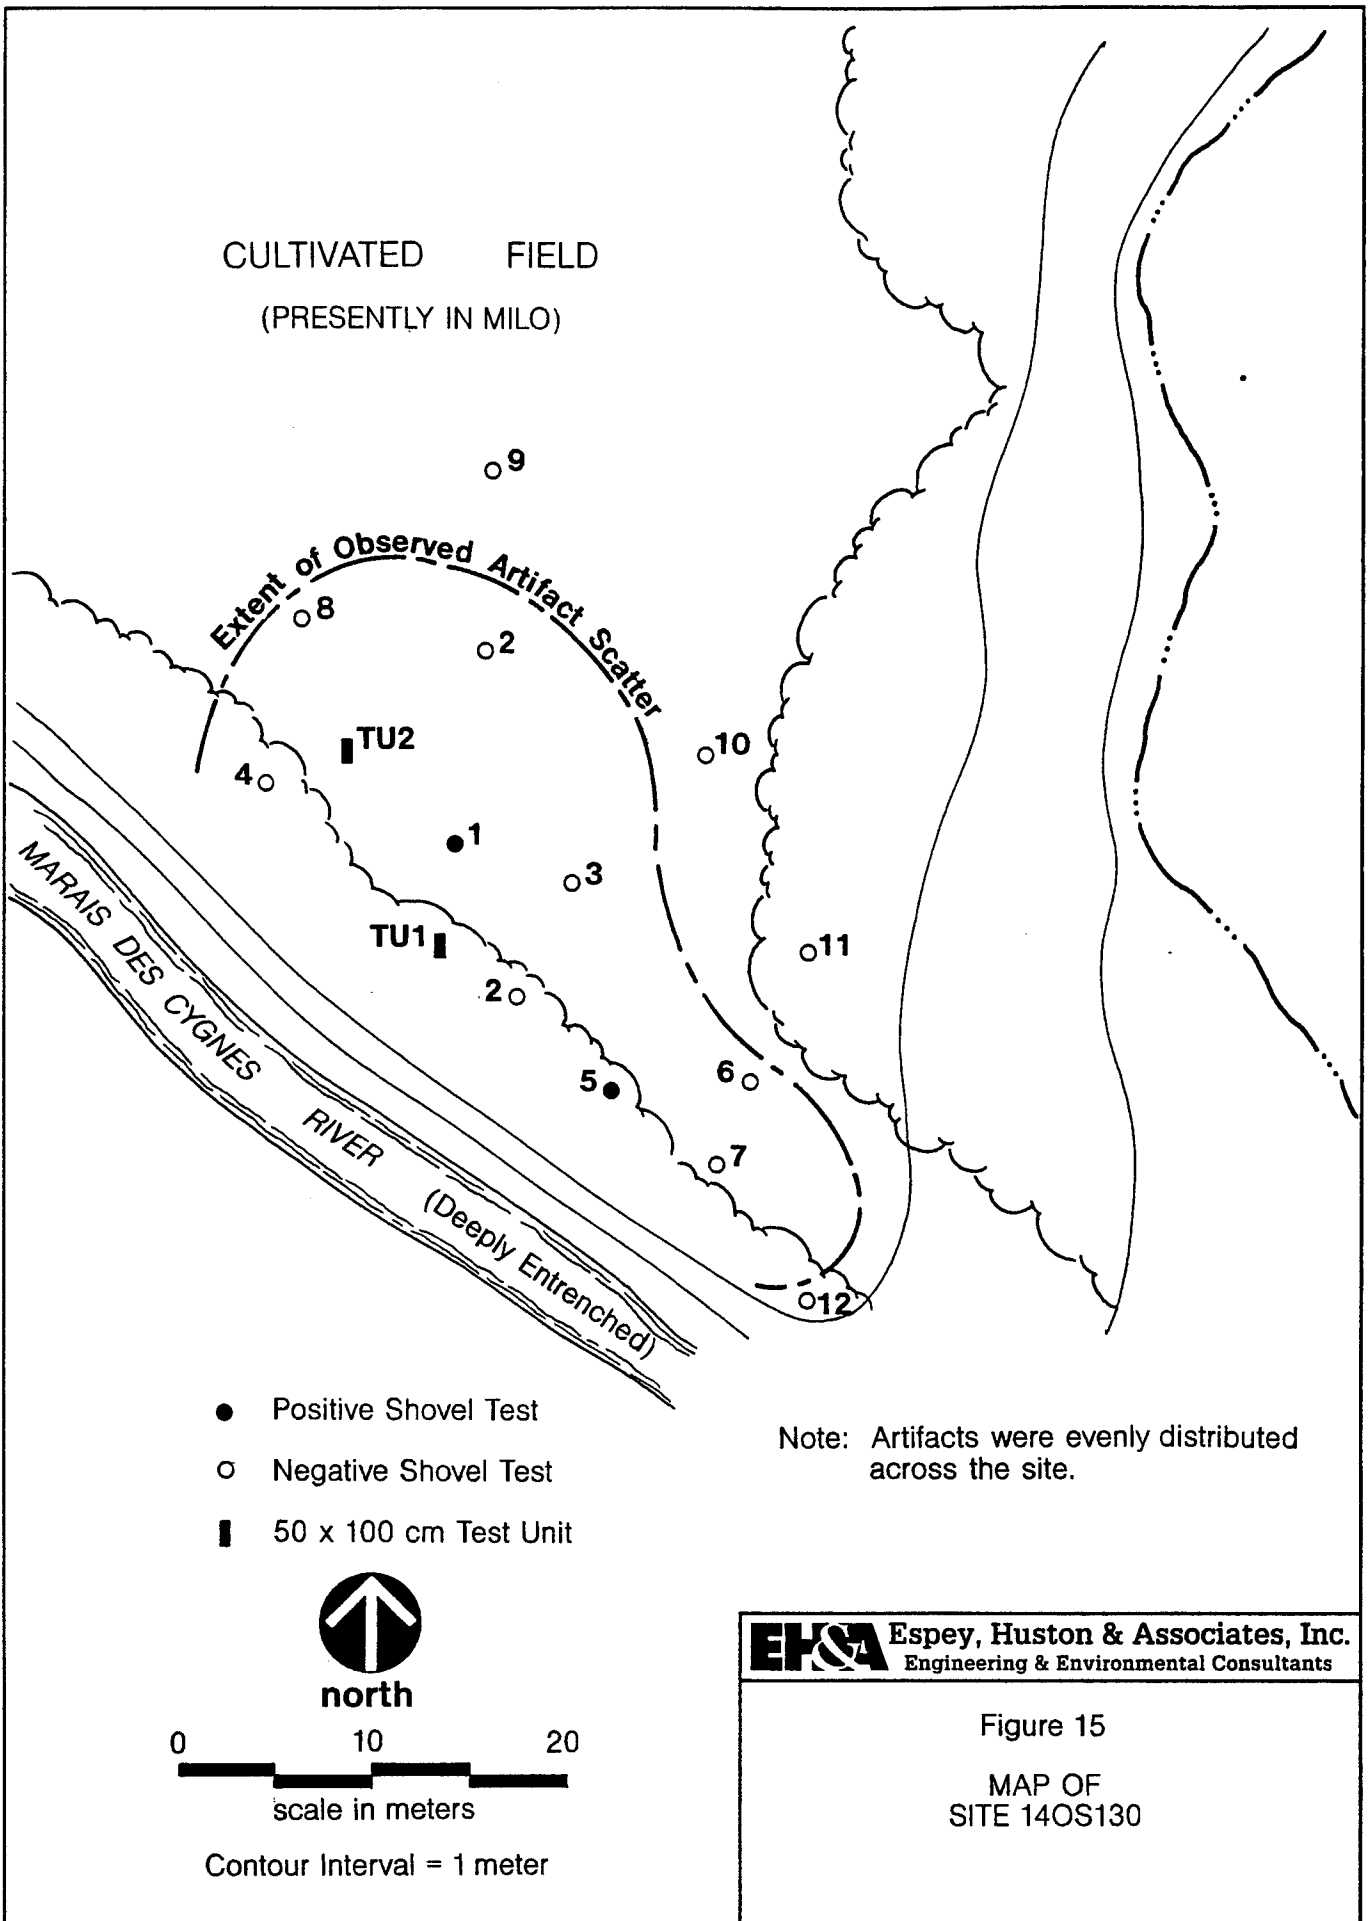 CULTIVATED FIELD
(PRESENTLY IN MILO)
9
Extent of Observed Artifact Scatter
8
2
TU2
10
4
1
3
TU1
11
2
5
6
7
12
MARAIS DES CYGNES RIVER (Deeply Entrenched)
Positive Shovel Test
Negative Shovel Test
50 x 100 cm Test Unit
Note: Artifacts were evenly distributed
across the site.
north
0 10 20
scale in meters
Contour Interval = 1 meter
EH&A Espey, Huston & Associates, Inc.
Engineering & Environmental Consultants
Figure 15
MAP OF
SITE 14OS130